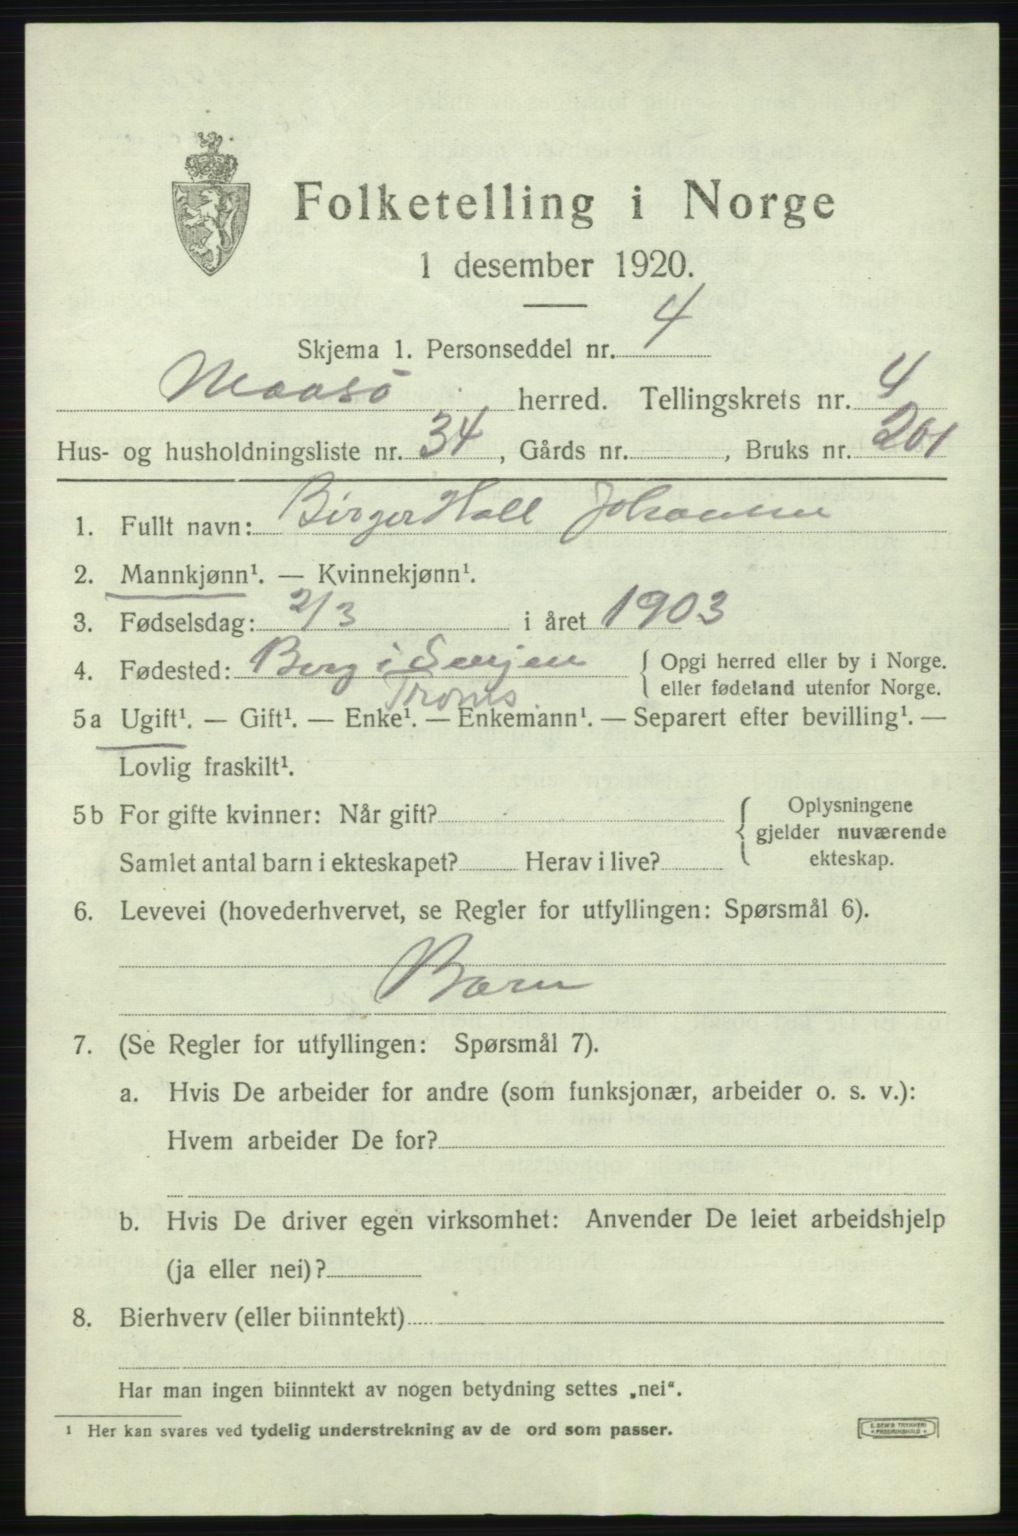 Folketelling i Norge
1 desember 1920.
Skjema 1. Personseddel nr. 4
Maasö herred. Tellingskrets nr. 4
Hus- og husholdningsliste nr. 34, Gårds nr. , Bruks nr. 201
1. Fullt navn: Birger Hall Johansen
2. Mannkjønn¹. — Kvinnekjønn¹.
3. Fødselsdag: 2/3 i året 1903
4. Fødested: Berg i Senjen { Opgi herred eller by i Norge.
Troms eller fødeland utenfor Norge.
5a Ugift¹. — Gift¹. — Enke¹. — Enkemann¹. — Separert efter bevilling¹. —
Lovlig fraskilt¹.
5b For gifte kvinner: Når gift? { Oplysningene
gjelder nuværende
Samlet antal barn i ekteskapet? Herav i live? ekteskap.
6. Levevei (hovederhvervet, se Regler for utfyllingen: Spørsmål 6).
Barn
7. (Se Regler for utfyllingen: Spørsmål 7).
a. Hvis De arbeider for andre (som funksjonær, arbeider o. s. v.):
Hvem arbeider De for?
b. Hvis De driver egen virksomhet: Anvender De leiet arbeidshjelp
(ja eller nei)?
8. Bierhverv (eller biinntekt)
Har man ingen biinntekt av nogen betydning settes „nei“.
¹ Her kan svares ved tydelig understrekning av de ord som passer.